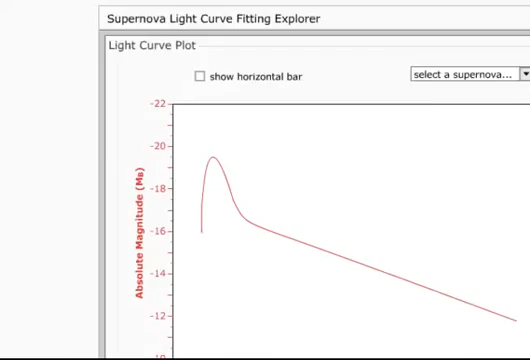 Supernova Light Curve Fitting Explorer
Light Curve Plot
show horizontal bar
select a supernova...
Absolute Magnitude (MB)
-22
-20
-18
-16
-14
-12